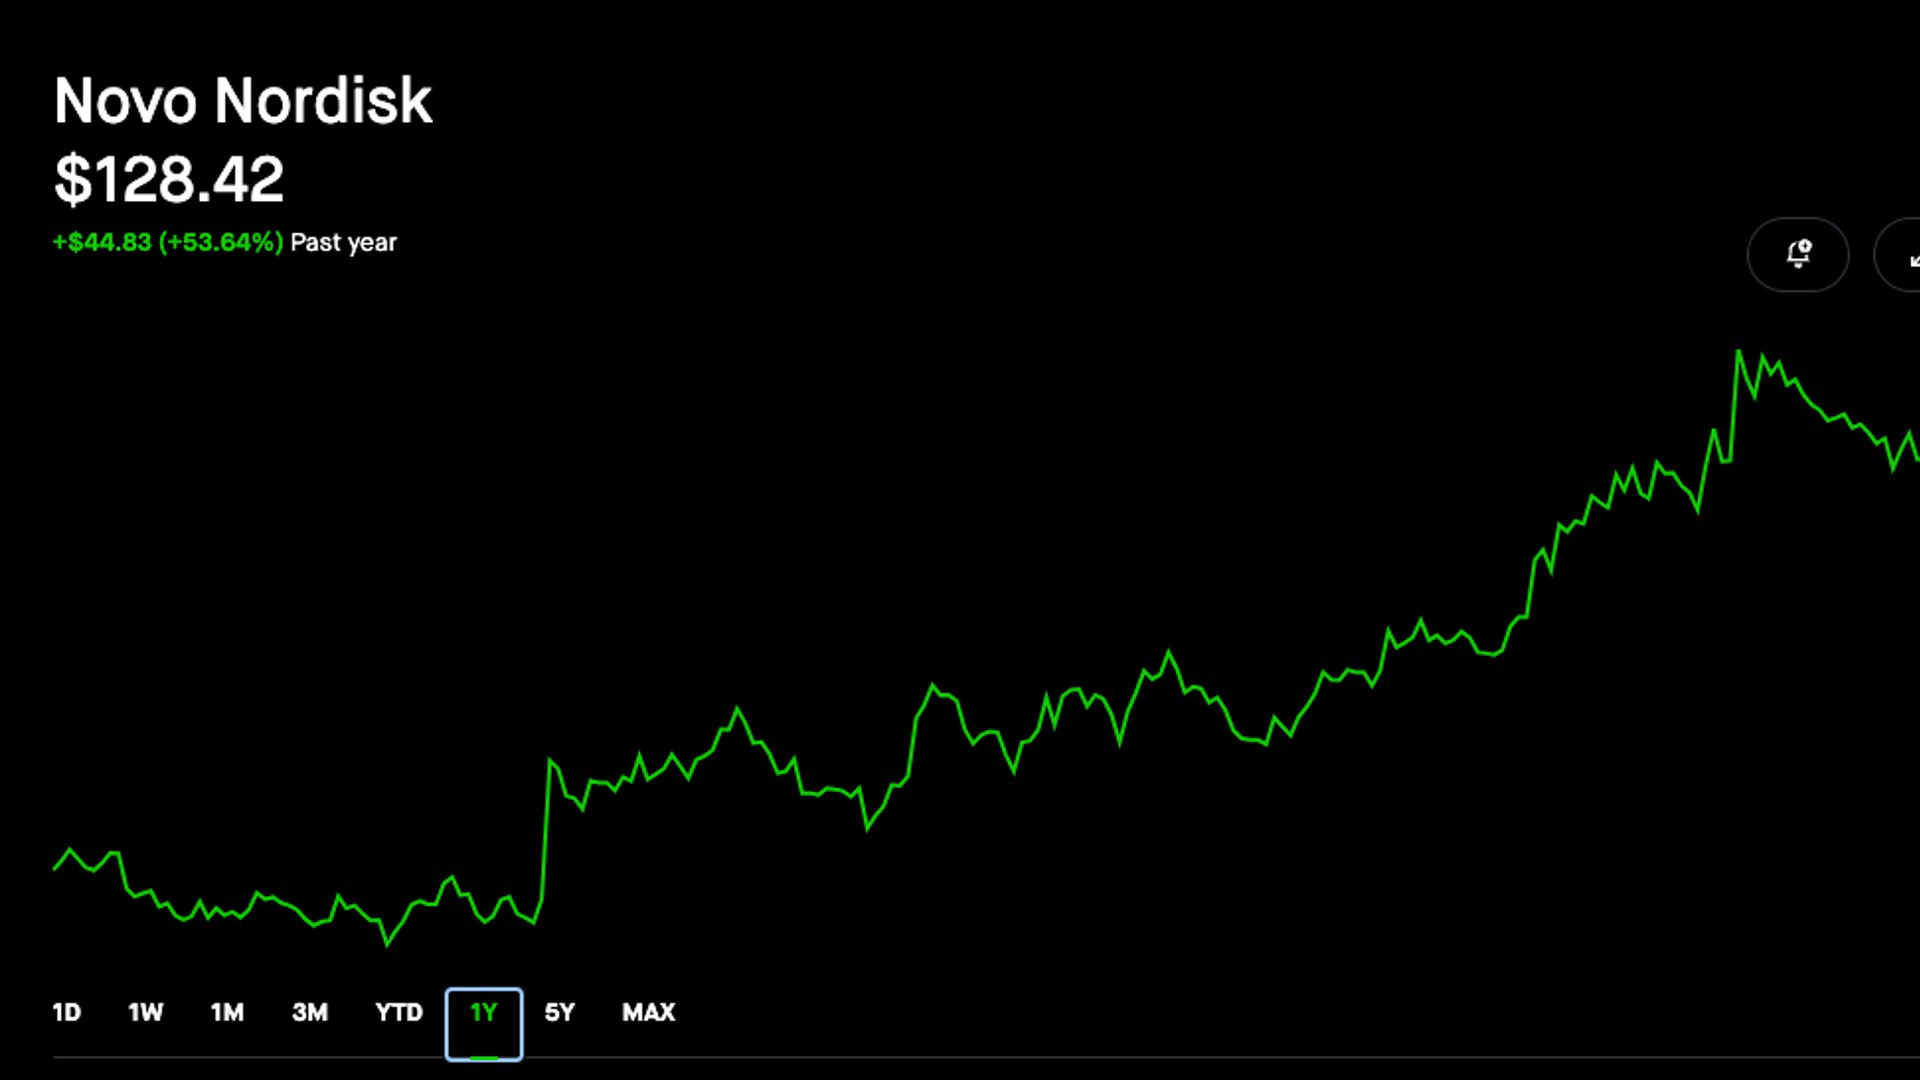 Novo Nordisk
$128.42
+$44.83 (+53.64%) Past year
1D 1W 1M 3M YTD 1Y 5Y MAX